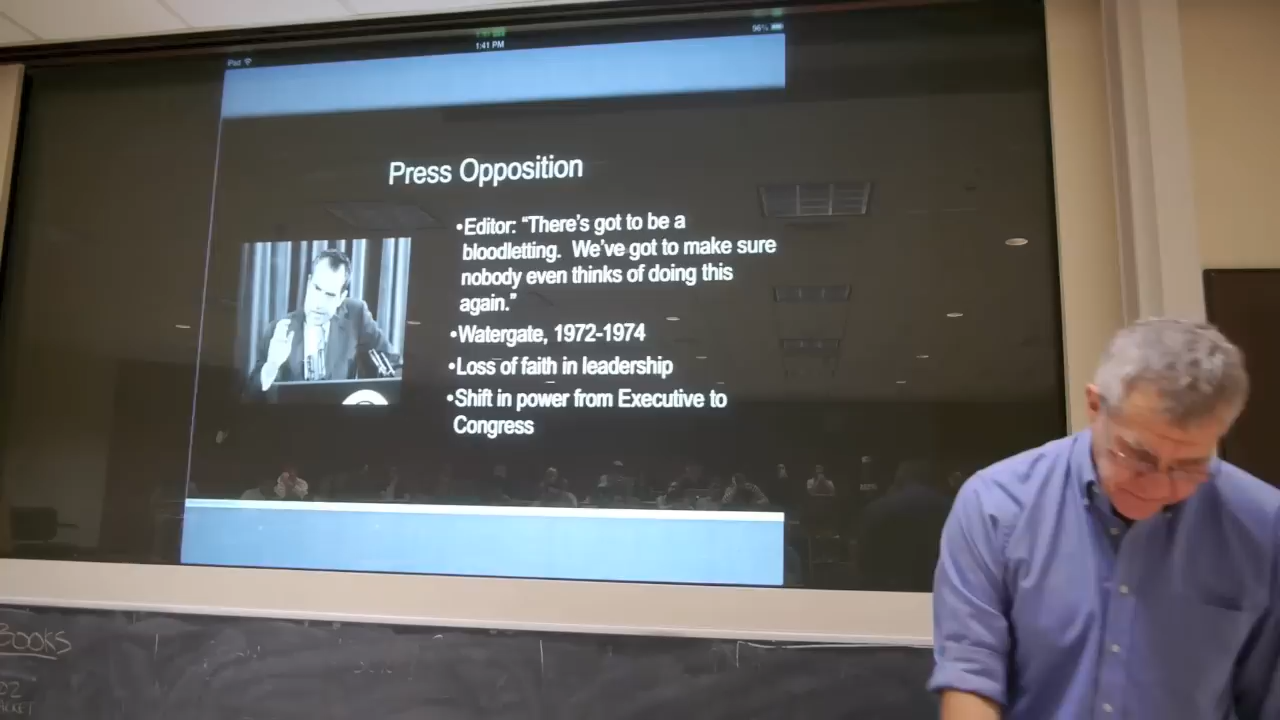 iPad
1:41 PM
96%
Press Opposition
•Editor: “There's got to be a
bloodletting.  We've got to make sure
nobody even thinks of doing this
again.”
•Watergate, 1972-1974
•Loss of faith in leadership
•Shift in power from Executive to
Congress
BOOKS